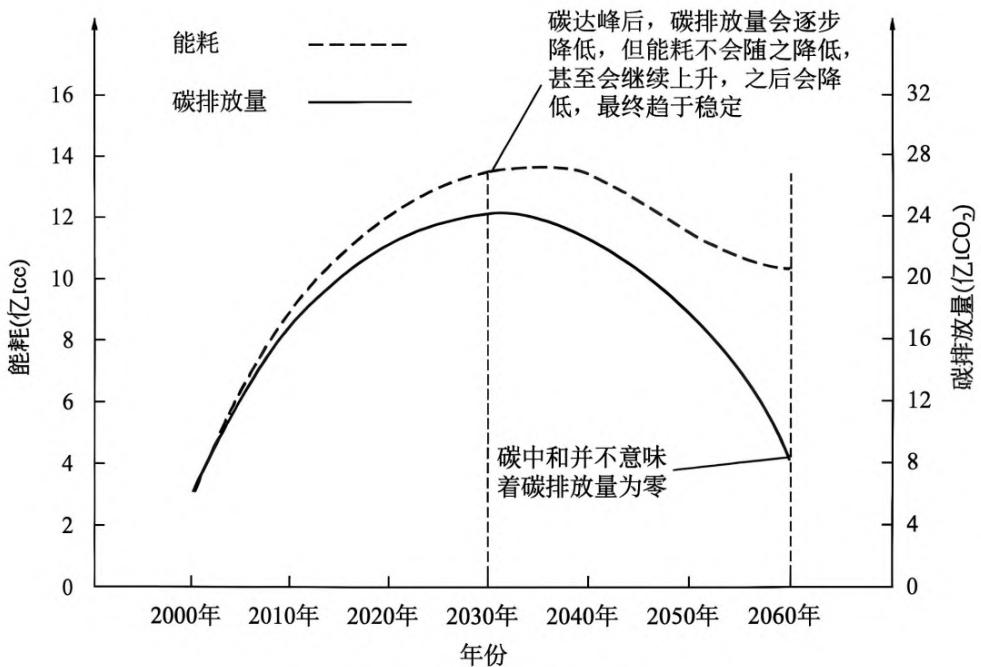 碳达峰后，碳排放量会逐步
降低，但能耗不会随之降低，
甚至会继续上升，之后会降
低，最终趋于稳定
能耗
碳排放量
16
14
12
10
8
6
4
2
0
能耗(亿tce)
32
28
24
20
16
12
8
4
0
碳排放量(亿tCO₂)
碳中和并不意味
着碳排放量为零
2000年 2010年 2020年 2030年 2040年 2050年 2060年
年份